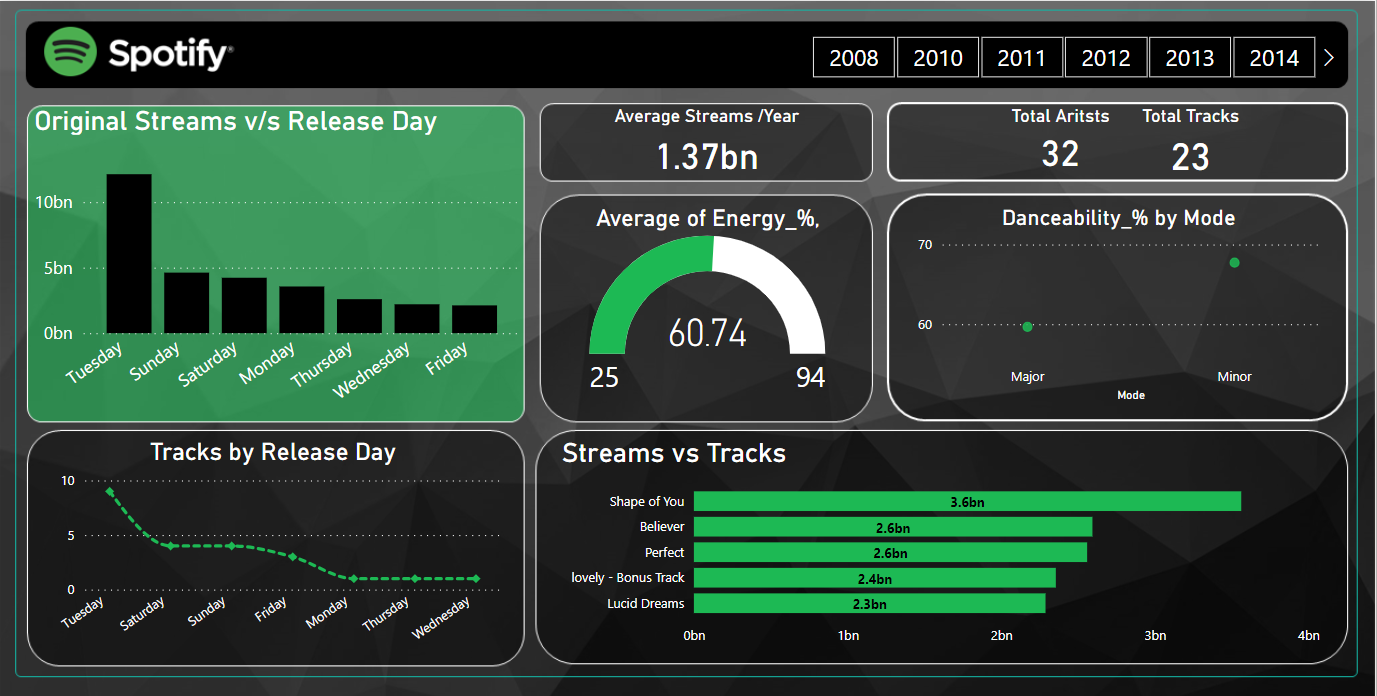 Spotify®
2008 2010 2011 2012 2013 2014
Original Streams v/s Release Day
10bn
5bn
0bn
Tuesday Sunday Saturday Monday Thursday Wednesday Friday
Average Streams /Year
1.37bn
Total Aritsts Total Tracks
32 23
Average of Energy_%,
60.74
25 94
Danceability_% by Mode
70
60
Major Minor
Mode
Tracks by Release Day
10
5
0
Tuesday Saturday Sunday Friday Monday Thursday Wednesday
Streams vs Tracks
Shape of You 3.6bn
Believer 2.6bn
Perfect 2.6bn
lovely - Bonus Track 2.4bn
Lucid Dreams 2.3bn
0bn 1bn 2bn 3bn 4bn